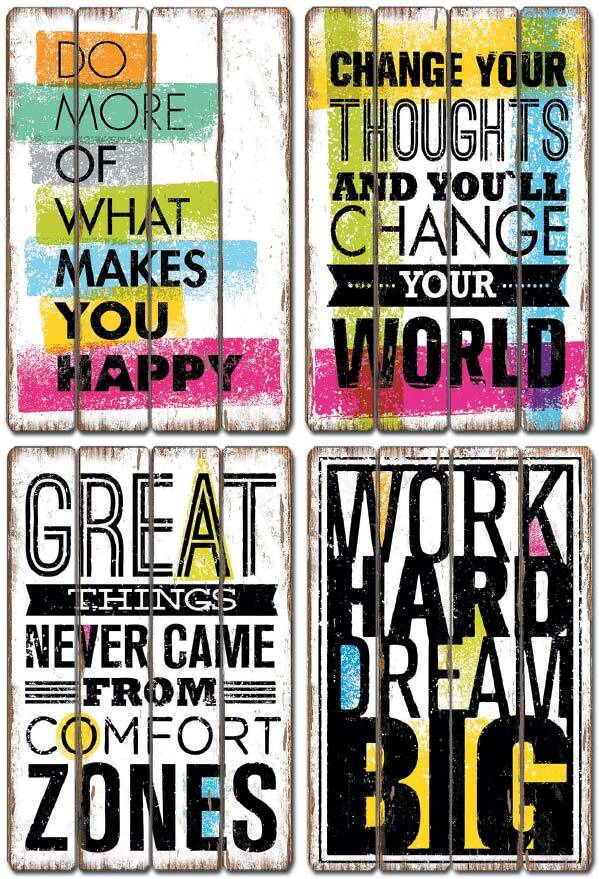 DO
MORE
OF
WHAT
MAKES
YOU
HAPPY
CHANGE YOUR
THOUGHTS
AND YOU`LL
CHANGE
YOUR
WORLD
GREAT
THINGS
NEVER CAME
FROM
COMFORT
ZONES
WORK
HARD
DREAM
BIG